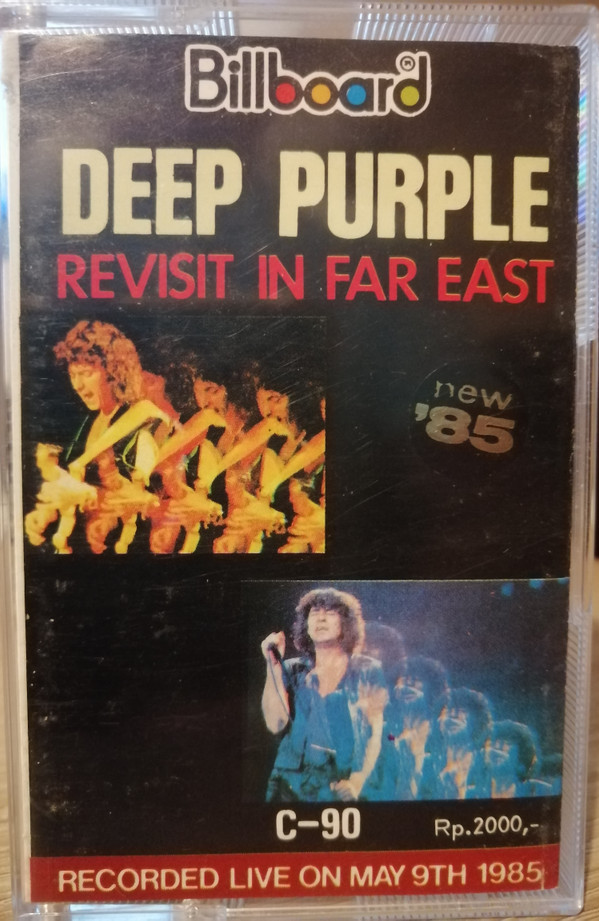 Billboard®
DEEP PURPLE
REVISIT IN FAR EAST
new
'85
C-90
Rp.2000,-
RECORDED LIVE ON MAY 9TH 1985